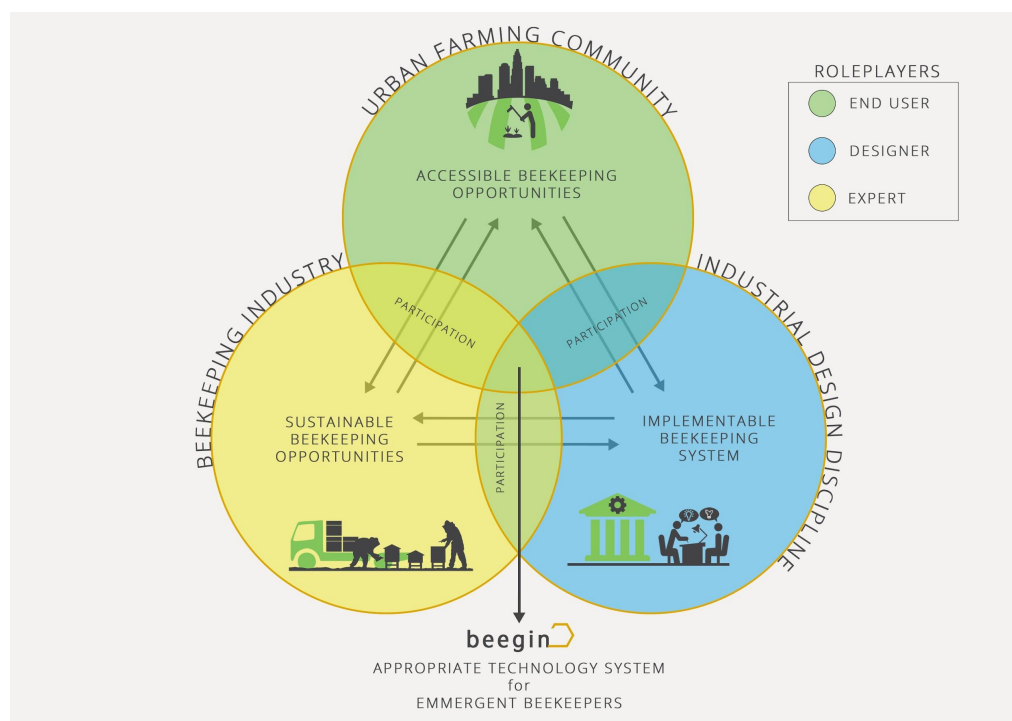 URBAN FARMING COMMUNITY
ROLEPLAYERS
END USER
DESIGNER
EXPERT
ACCESSIBLE BEEKEEPING
OPPORTUNITIES
BEEKEEPING INDUSTRY
INDUSTRIAL DESIGN DISCIPLINE
PARTICIPATION
PARTICIPATION
PARTICIPATION
SUSTAINABLE
BEEKEEPING
OPPORTUNITIES
IMPLEMENTABLE
BEEKEEPING
SYSTEM
beegin
APPROPRIATE TECHNOLOGY SYSTEM
for
EMMERGENT BEEKEEPERS